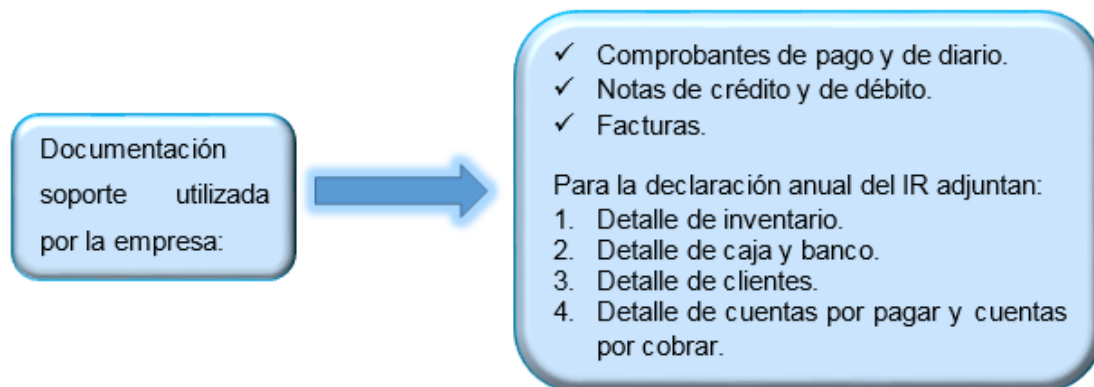 Documentación
soporte utilizada
por la empresa:
✓ Comprobantes de pago y de diario.
✓ Notas de crédito y de débito.
✓ Facturas.
Para la declaración anual del IR adjuntan:
1. Detalle de inventario.
2. Detalle de caja y banco.
3. Detalle de clientes.
4. Detalle de cuentas por pagar y cuentas
por cobrar.